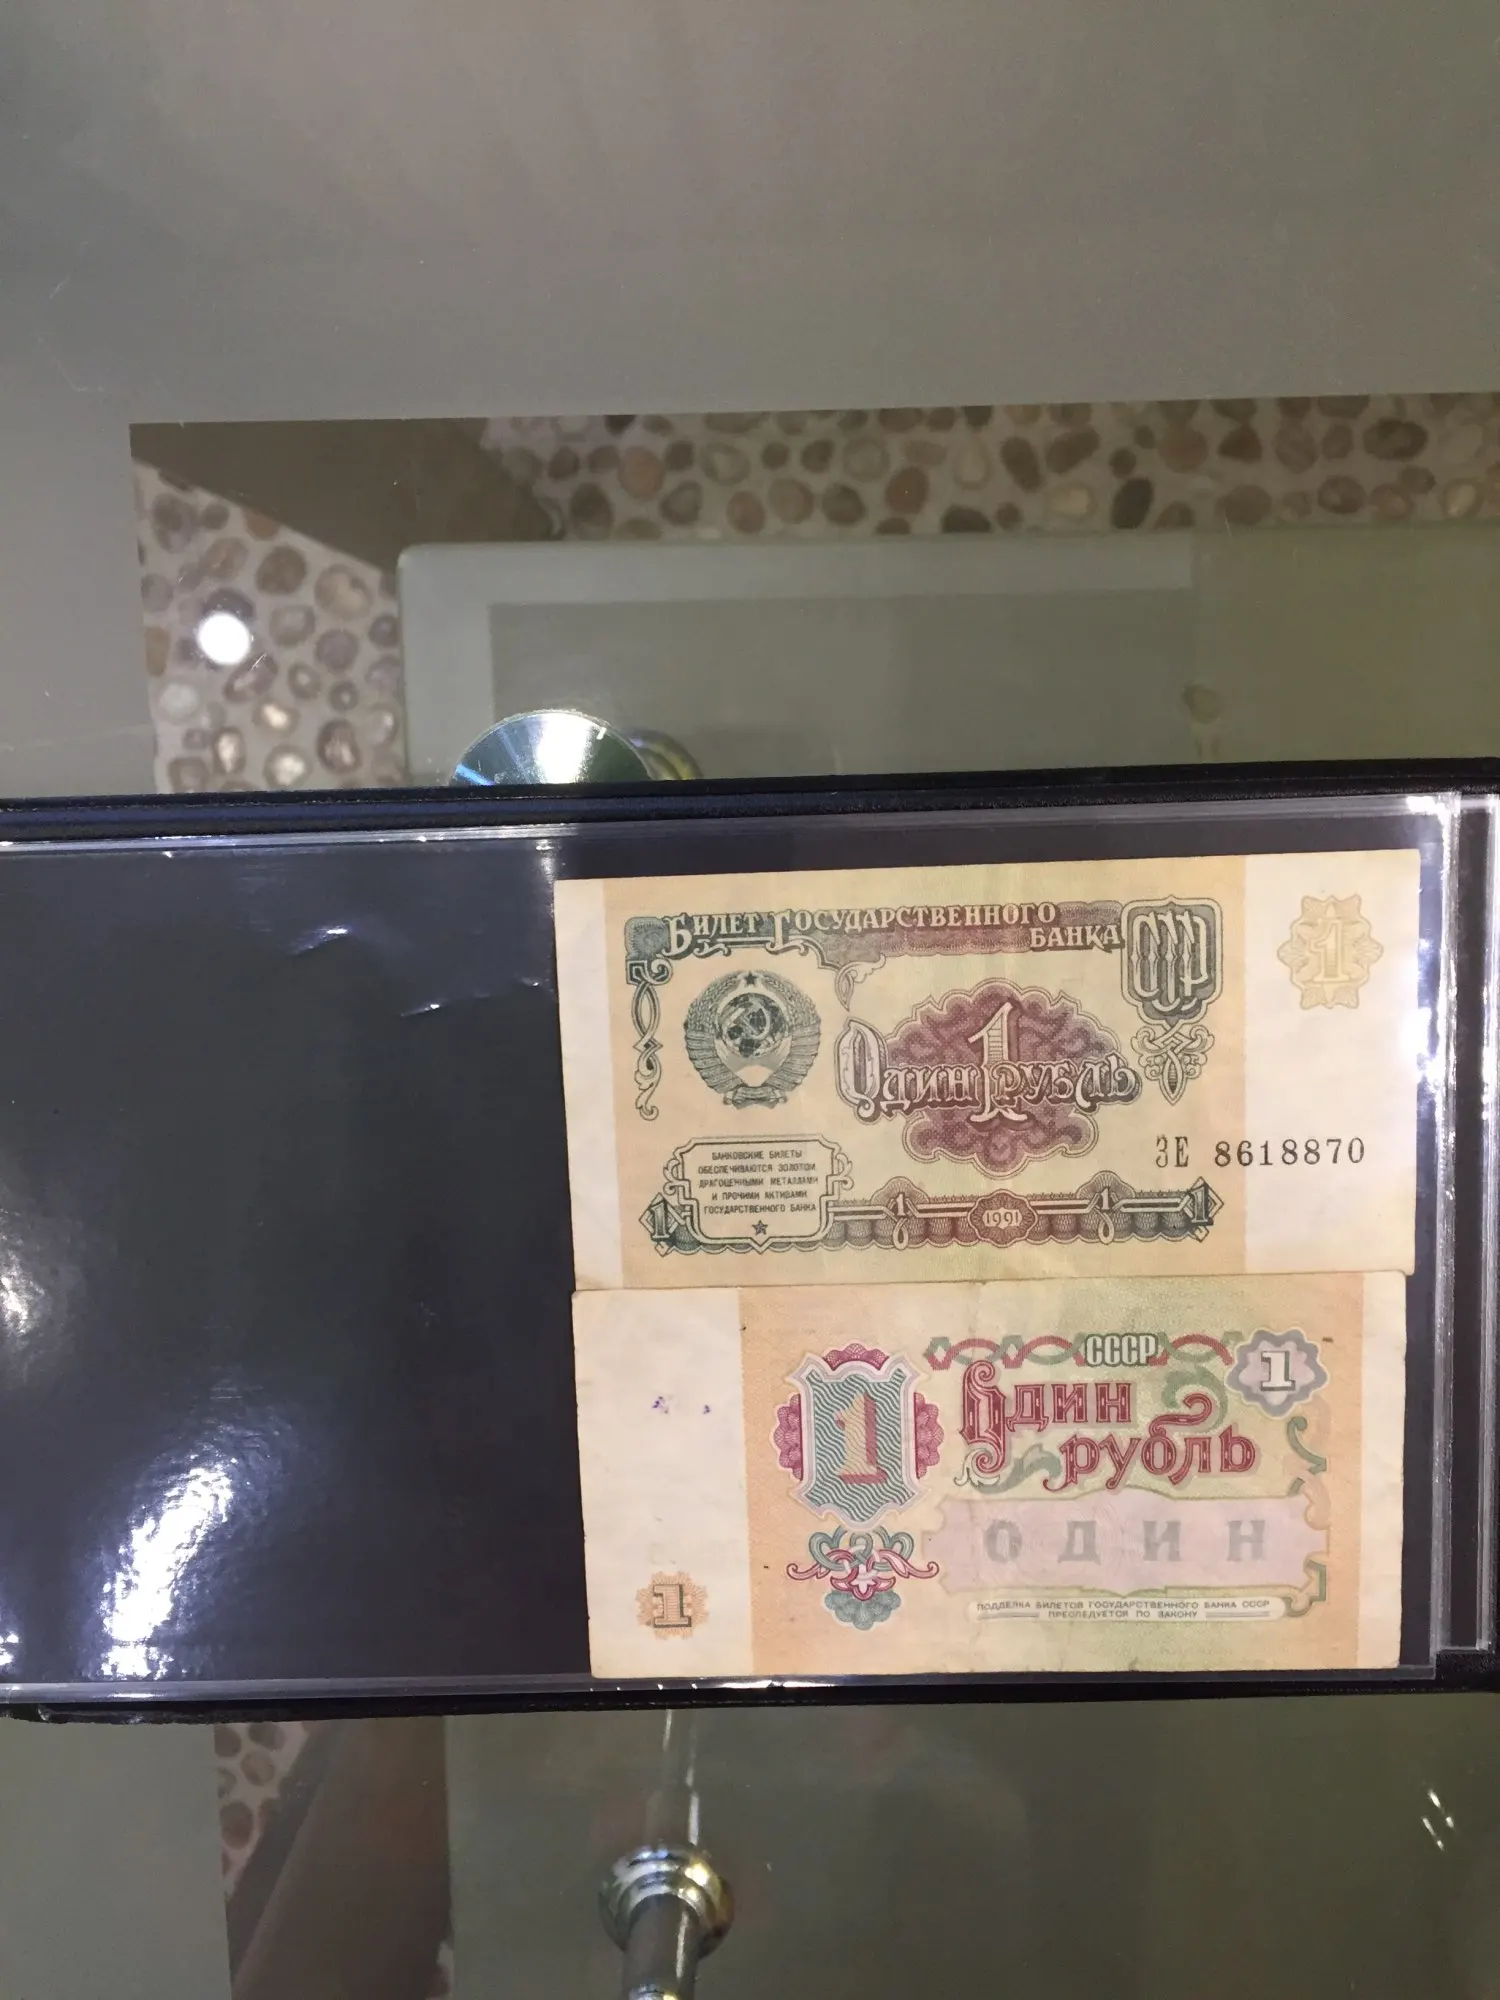 БИЛЕТ ГОСУДАРСТВЕННОГО
БАНКА
СССР
1
1
ОДИН РУБЛЬ
ЗЕ 8618870
БАНКОВСКИЕ БИЛЕТЫ
ОБЕСПЕЧИВАЮТСЯ ЗОЛОТОМ,
ДРАГОЦЕННЫМИ МЕТАЛЛАМИ
И ПРОЧИМИ АКТИВАМИ
ГОСУДАРСТВЕННОГО БАНКА
1 1 1991 1 1
СССР
1
1
ОДИН
рубль
ОДИН
1
ПОДДЕЛКА БИЛЕТОВ ГОСУДАРСТВЕННОГО БАНКА СССР
ПРЕСЛЕДУЕТСЯ ПО ЗАКОНУ